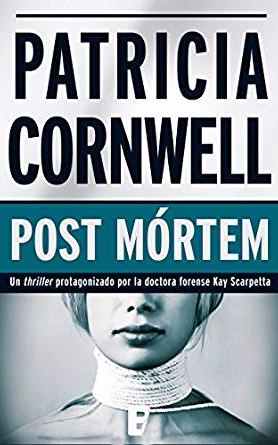 PATRICIA
CORNWELL
POST MÓRTEM
Un thriller protagonizado por la doctora forense Kay Scarpetta
B